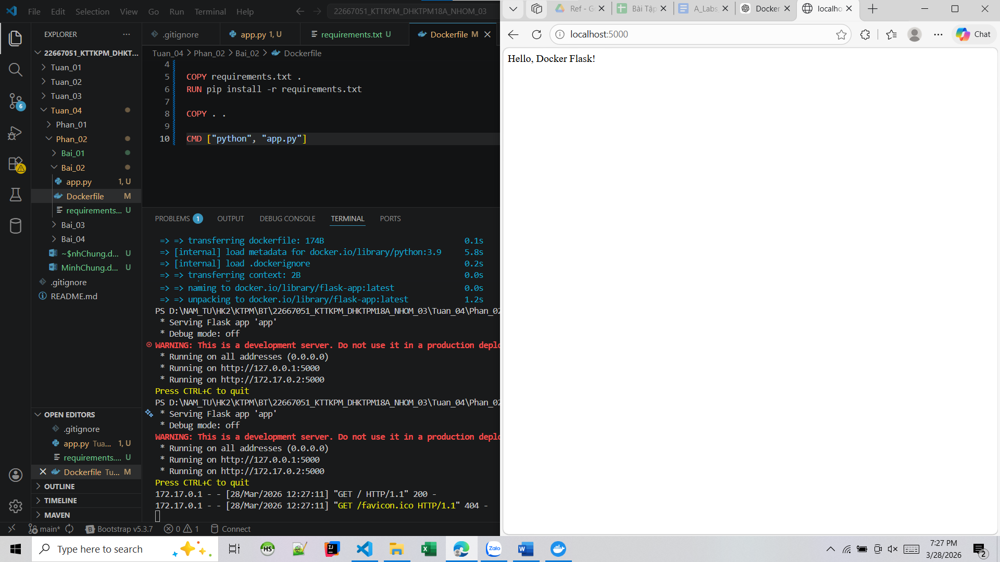 File Edit Selection View Go Run Terminal Help
22667051_KTTKPM_DHKTPM18A_NHOM_03
EXPLORER
22667051_KTTKPM_DHKT...
Tuan_01
Tuan_02
Tuan_03
Tuan_04
Phan_01
Phan_02
Bai_01
Bai_02
app.py 1, U
Dockerfile M
requirements... U
Bai_03
Bai_04
~$nhChung.d... U
MinhChung.d... U
.gitignore
README.md
6
OPEN EDITORS
.gitignore
app.py Tua... 1, U
requirements.... U
Dockerfile Tu... M
OUTLINE
TIMELINE
MAVEN
.gitignore
app.py 1, U
requirements.txt U
Dockerfile M
Tuan_04 > Phan_02 > Bai_02 > Dockerfile
4
5 COPY requirements.txt .
6 RUN pip install -r requirements.txt
7
8 COPY . .
9
10 CMD ["python", "app.py"]
PROBLEMS 1 OUTPUT DEBUG CONSOLE TERMINAL PORTS
=> => transferring dockerfile: 174B 0.1s
=> [internal] load metadata for docker.io/library/python:3.9 5.8s
=> [internal] load .dockerignore 0.2s
=> => transferring context: 2B 0.0s
=> => naming to docker.io/library/flask-app:latest 0.0s
=> => unpacking to docker.io/library/flask-app:latest 1.2s
PS D:\NAM_TU\HK2\KTPM\BT\22667051_KTTKPM_DHKTPM18A_NHOM_03\Tuan_04\Phan_02
* Serving Flask app 'app'
* Debug mode: off
WARNING: This is a development server. Do not use it in a production deplo
* Running on all addresses (0.0.0.0)
* Running on http://127.0.0.1:5000
* Running on http://172.17.0.2:5000
Press CTRL+C to quit
PS D:\NAM_TU\HK2\KTPM\BT\22667051_KTTKPM_DHKTPM18A_NHOM_03\Tuan_04\Phan_02
* Serving Flask app 'app'
* Debug mode: off
WARNING: This is a development server. Do not use it in a production deplo
* Running on all addresses (0.0.0.0)
* Running on http://127.0.0.1:5000
* Running on http://172.17.0.2:5000
Press CTRL+C to quit
172.17.0.1 - - [28/Mar/2026 12:27:11] "GET / HTTP/1.1" 200 -
172.17.0.1 - - [28/Mar/2026 12:27:11] "GET /favicon.ico HTTP/1.1" 404 -
main* Bootstrap v5.3.7 0 1 Connect
Ref - G
Bài Tập
A_Labs
Docker
localho
localhost:5000
Chat
Hello, Docker Flask!
Type here to search
HS
IJ
Zalo
7:27 PM
3/28/2026
2